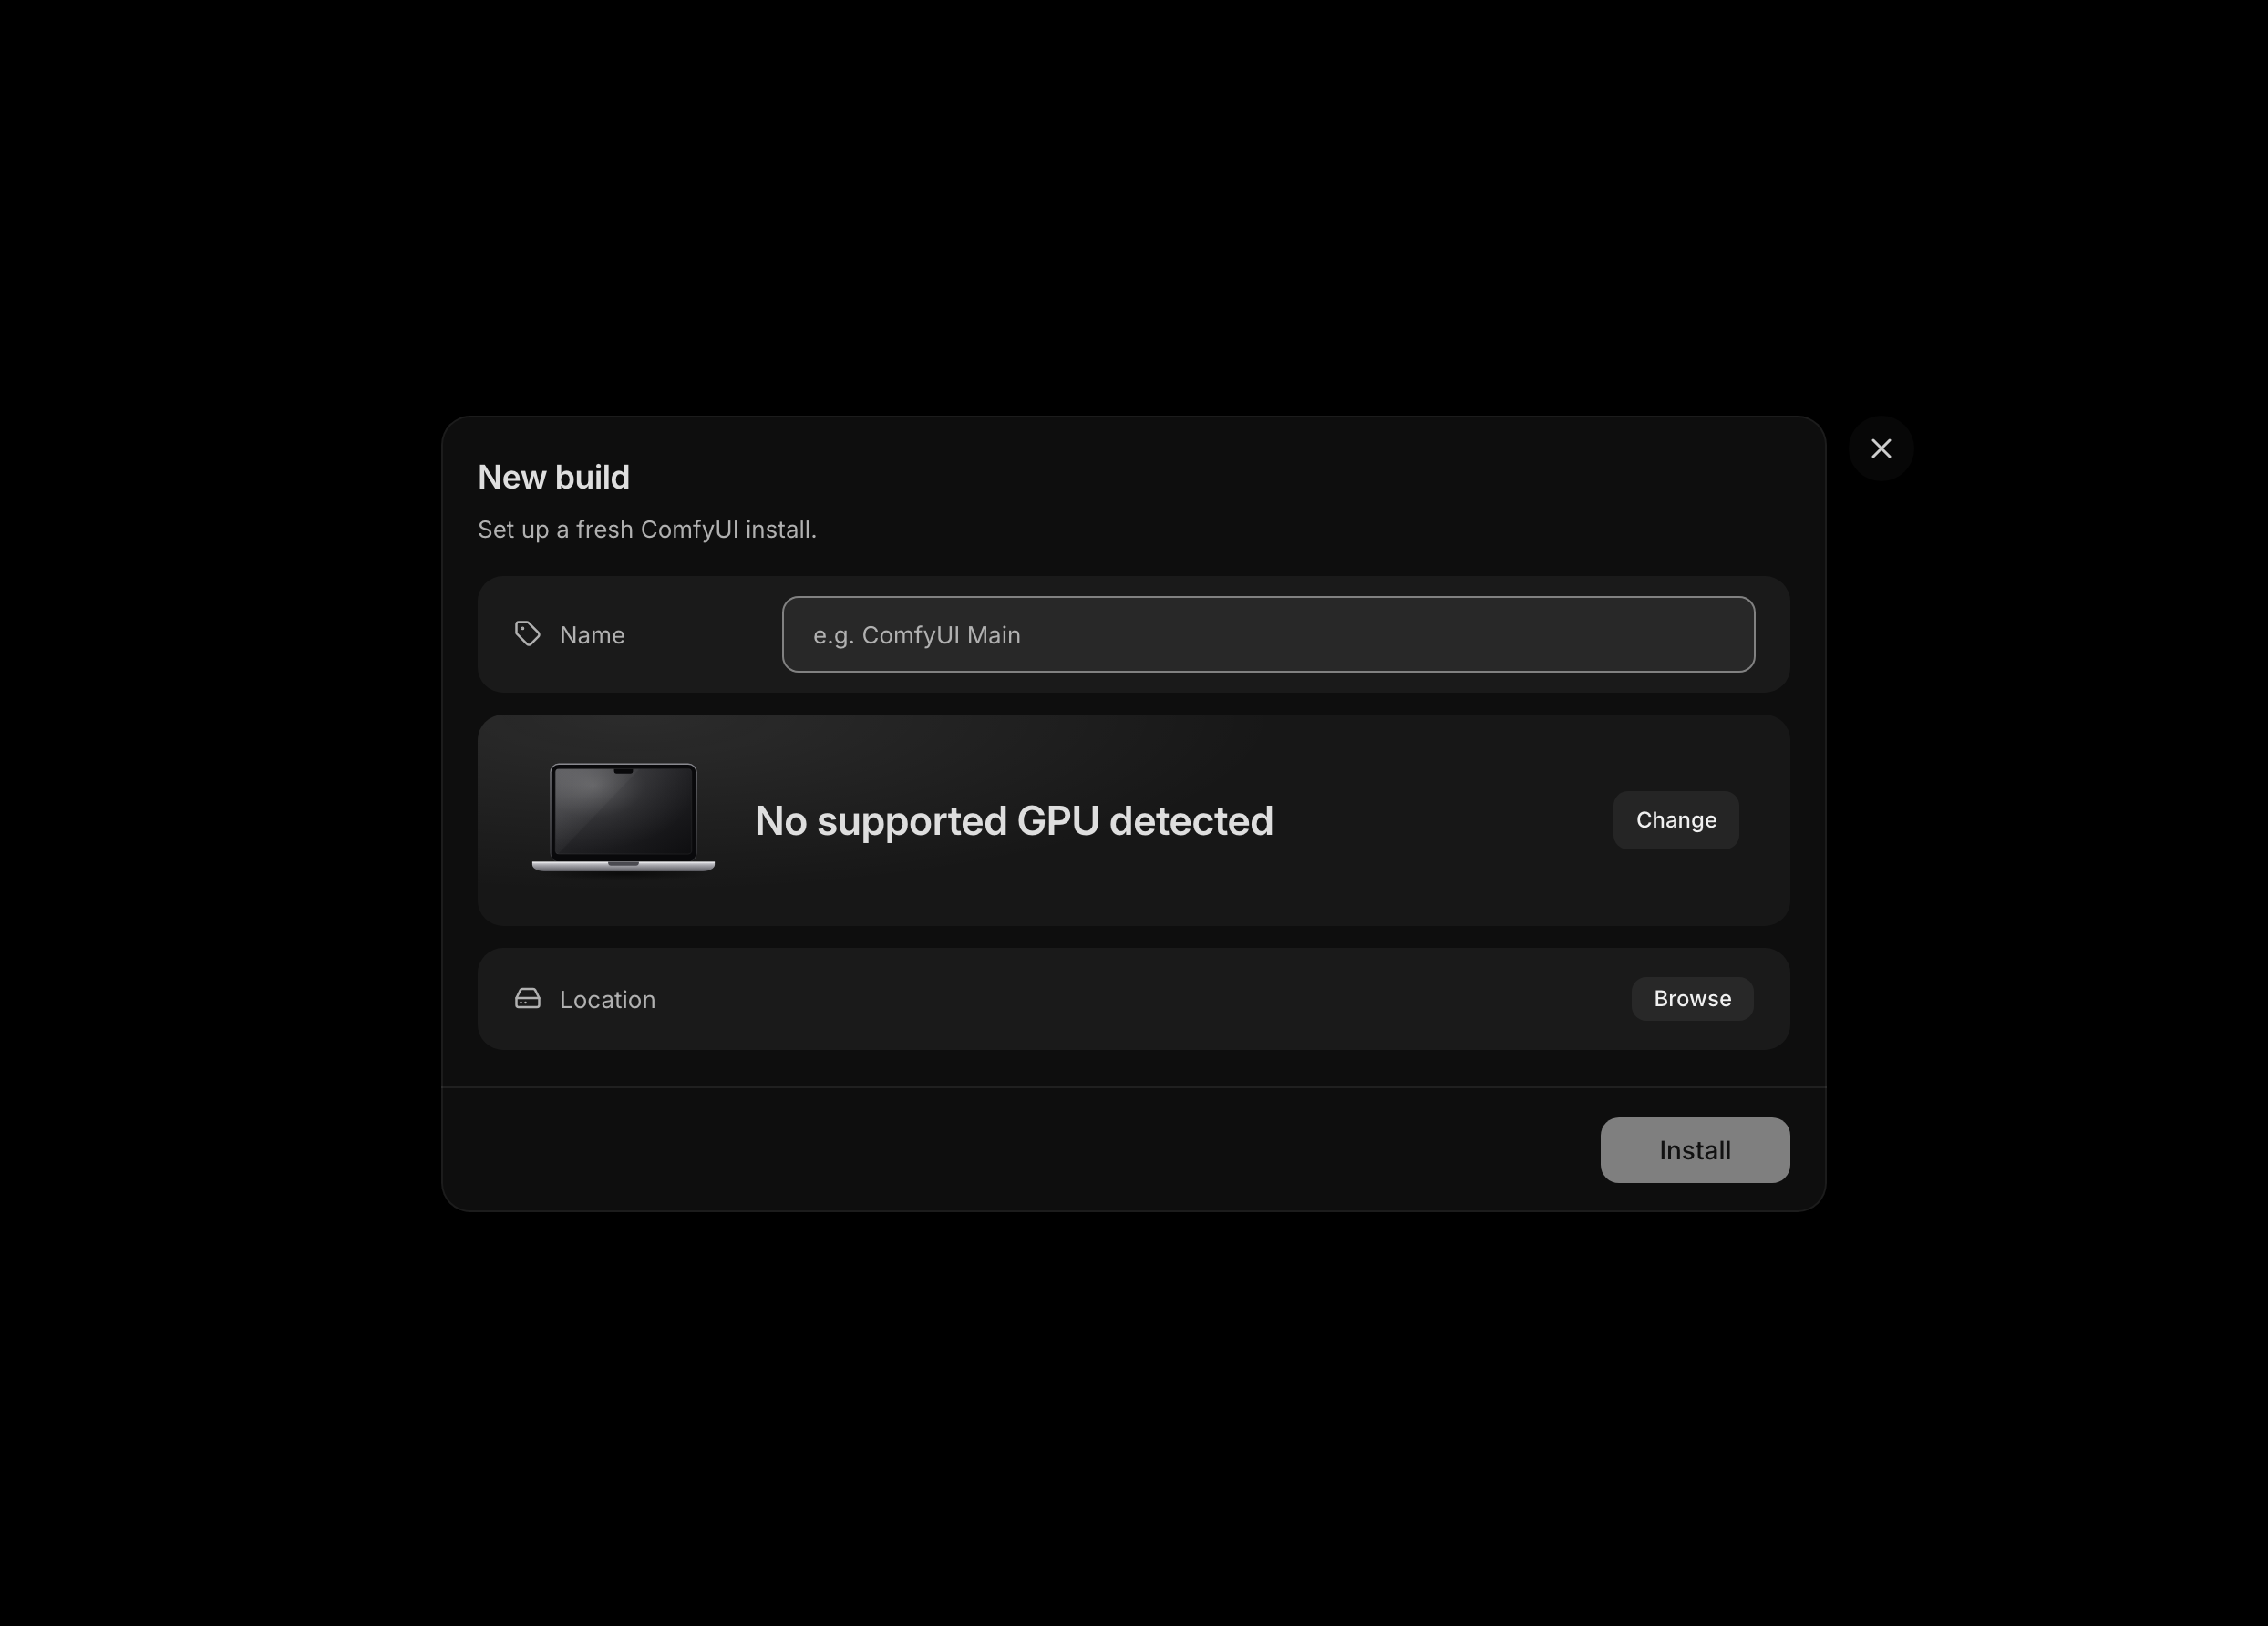 New build
Set up a fresh ComfyUI install.
Name
e.g. ComfyUI Main
No supported GPU detected
Change
Location
Browse
Install